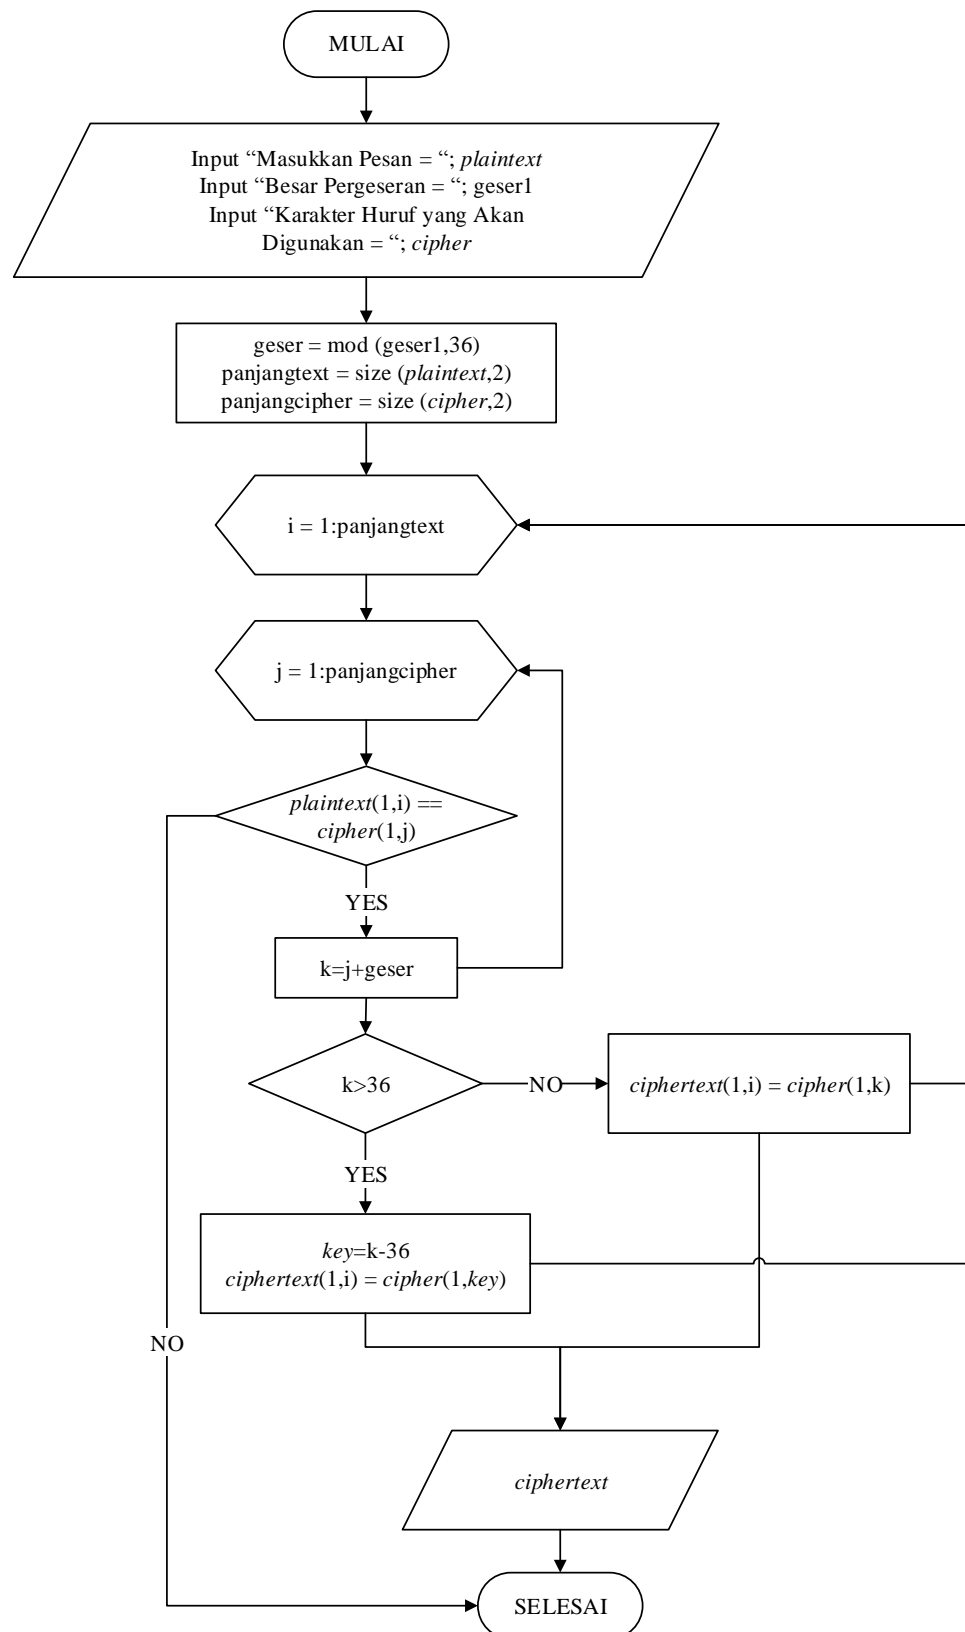 MULAI
Input “Masukkan Pesan = “; plaintext
Input “Besar Pergeseran = “; geser1
Input “Karakter Huruf yang Akan
Digunakan = “; cipher
geser = mod (geser1,36)
panjangtext = size (plaintext,2)
panjangcipher = size (cipher,2)
i = 1:panjangtext
j = 1:panjangcipher
plaintext(1,i) ==
cipher(1,j)
YES
k=j+geser
k>36
NO
ciphertext(1,i) = cipher(1,k)
YES
key=k-36
ciphertext(1,i) = cipher(1,key)
NO
ciphertext
SELESAI